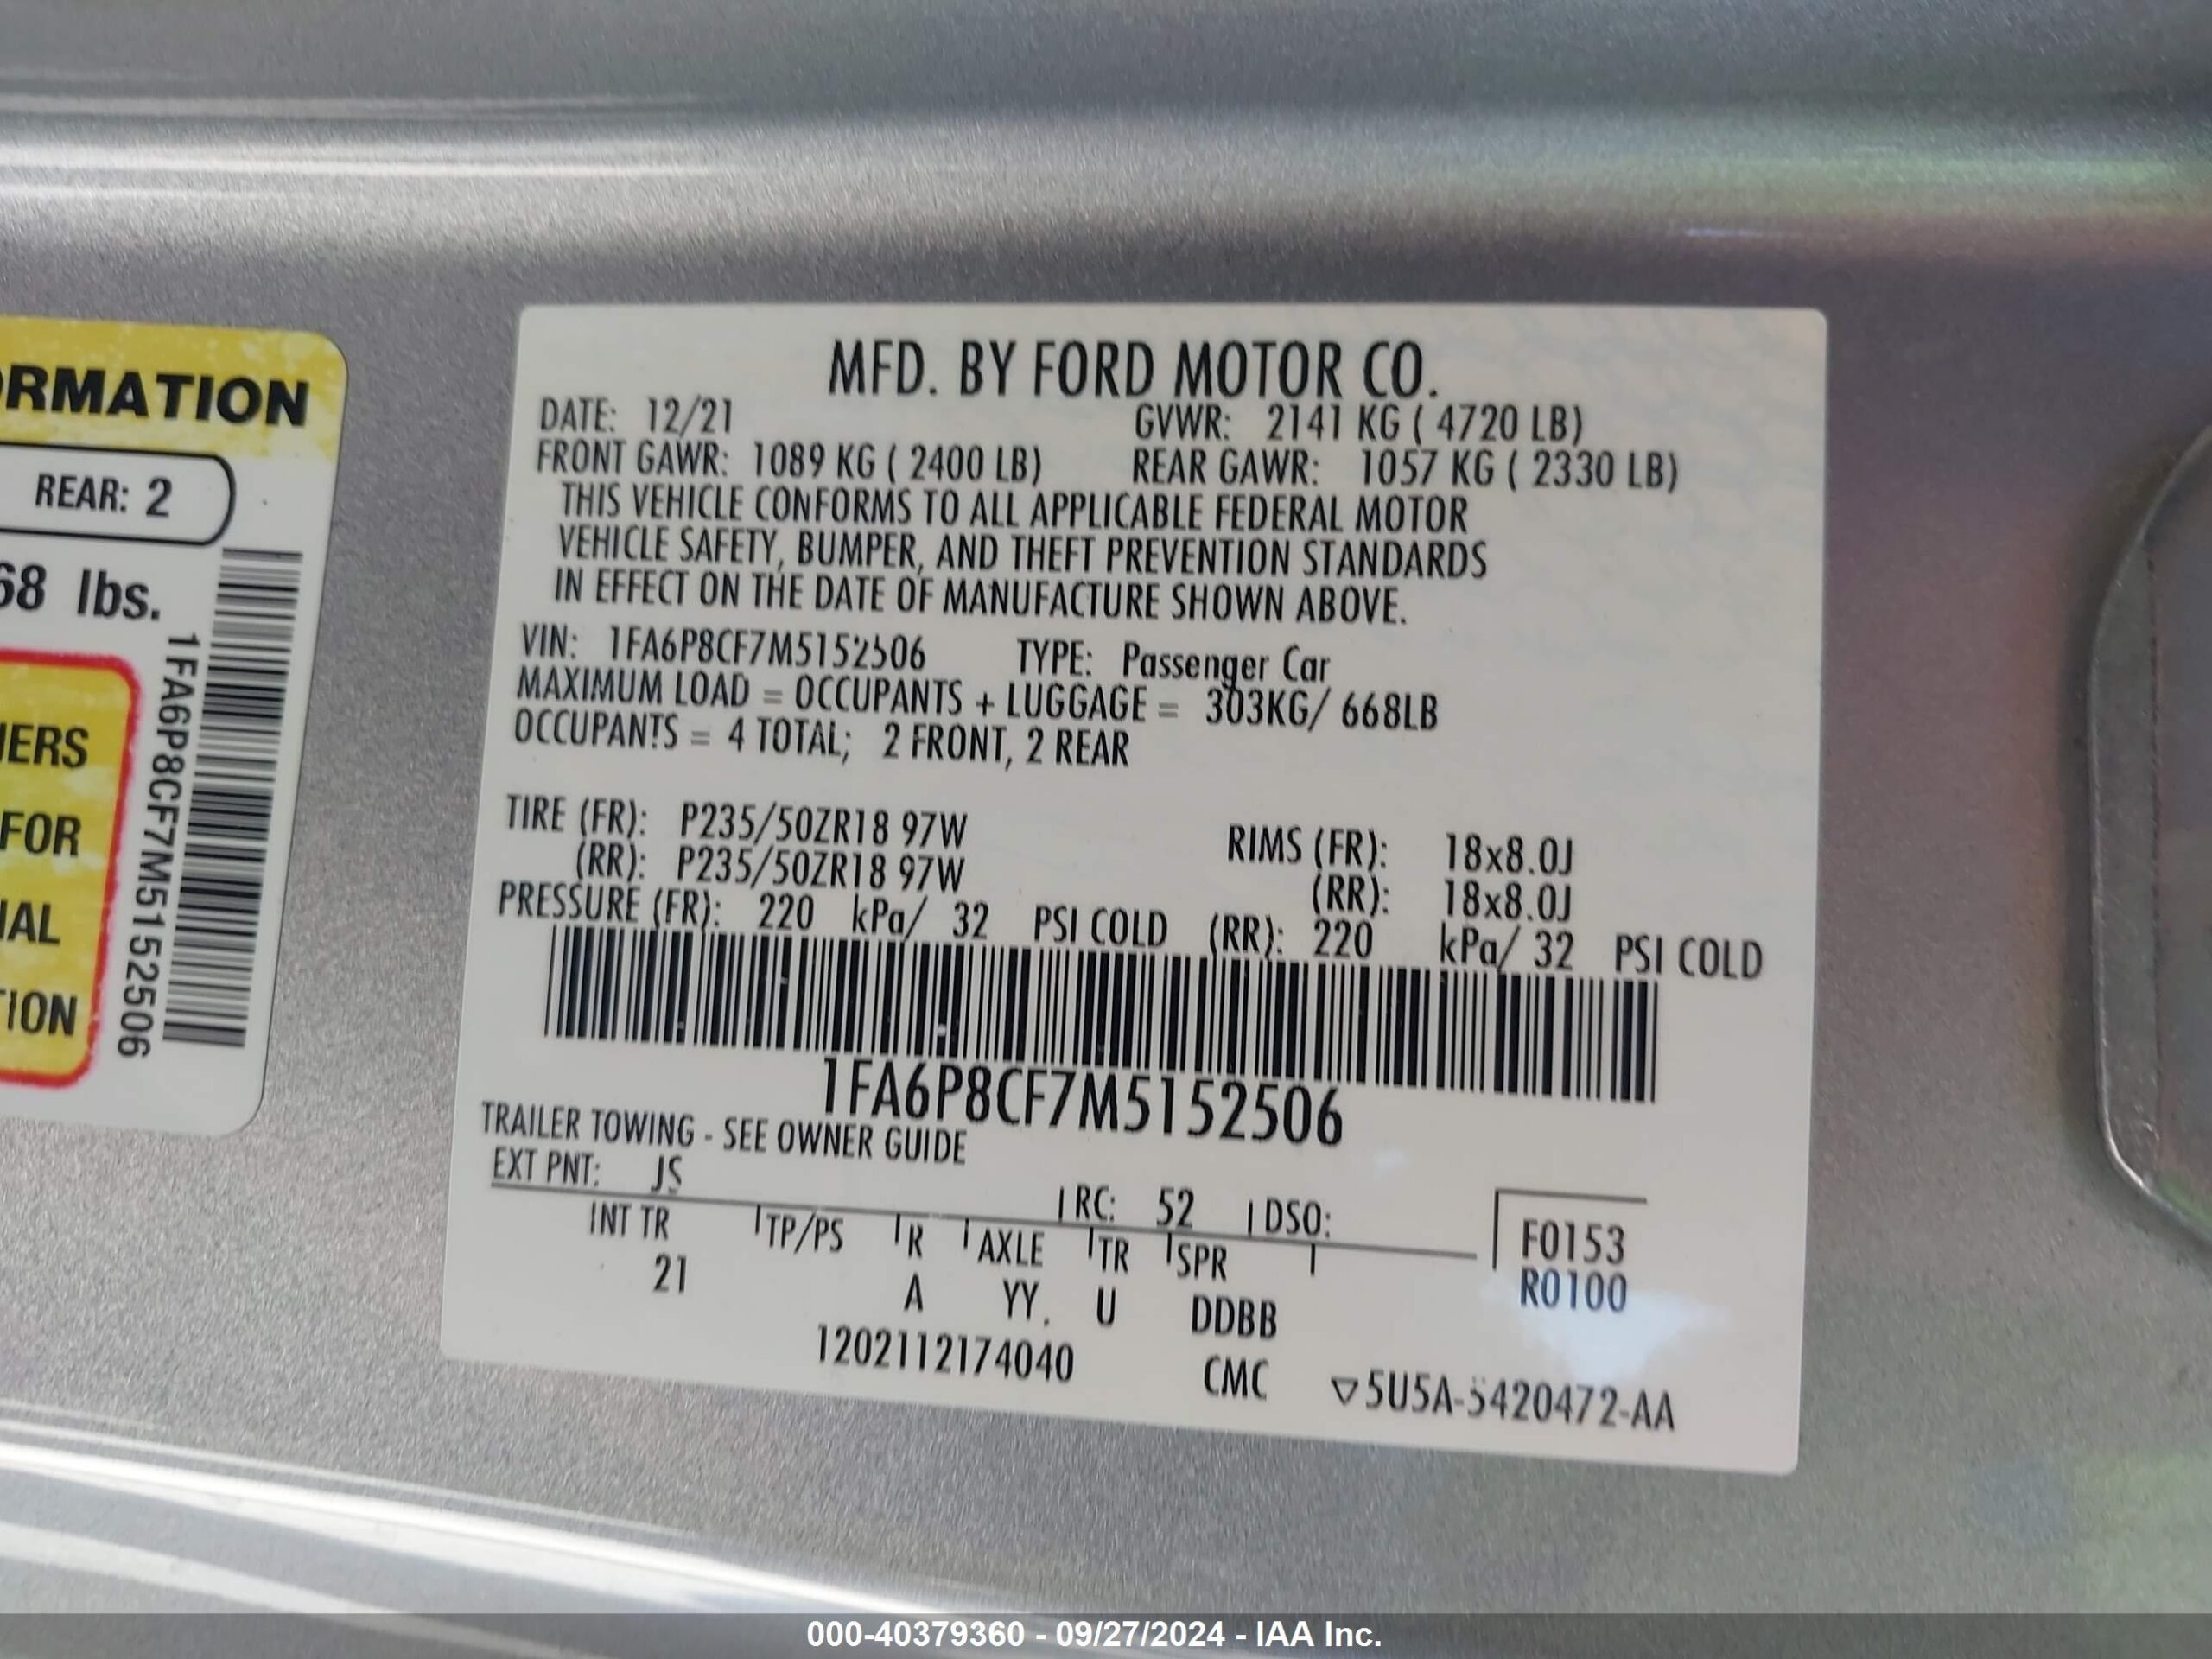 RMATION
REAR: 2
68 lbs.
IERS
FOR
IAL
TION
1FA6P8CF7M5152506
MFD. BY FORD MOTOR CO.
DATE: 12/21 GVWR: 2141 KG ( 4720 LB)
FRONT GAWR: 1089 KG ( 2400 LB) REAR GAWR: 1057 KG ( 2330 LB)
THIS VEHICLE CONFORMS TO ALL APPLICABLE FEDERAL MOTOR
VEHICLE SAFETY, BUMPER, AND THEFT PREVENTION STANDARDS
IN EFFECT ON THE DATE OF MANUFACTURE SHOWN ABOVE.
VIN: 1FA6P8CF7M5152506 TYPE: Passenger Car
MAXIMUM LOAD = OCCUPANTS + LUGGAGE = 303KG/ 668LB
OCCUPANTS = 4 TOTAL; 2 FRONT, 2 REAR
TIRE (FR): P235/50ZR18 97W RIMS (FR): 18x8.0J
(RR): P235/50ZR18 97W (RR): 18x8.0J
PRESSURE (FR): 220 kPa/ 32 PSI COLD (RR): 220 kPa/ 32 PSI COLD
1FA6P8CF7M5152506
TRAILER TOWING - SEE OWNER GUIDE
EXT PNT: JS RC: 52 DSO:
INT TR TP/PS R AXLE TR SPR F0153
21 A YY. U DDBB R0100
1202112174040 CMC ▽5U5A-5420472-AA
000-40379360 - 09/27/2024 - IAA Inc.